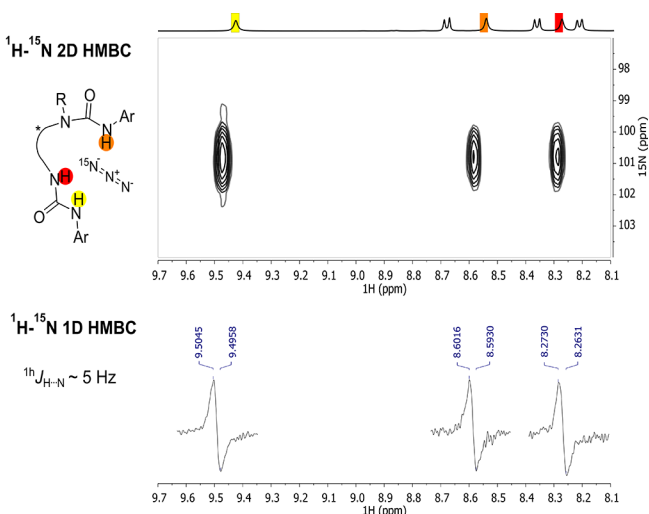 ¹H-¹⁵N 2D HMBC
R
O
N
Ar
*
N
H
¹⁵N⁻
N⁺
N⁻
N
H
H
O
N
Ar
98
99
100
101
102
103
15N (ppm)
9.7 9.6 9.5 9.4 9.3 9.2 9.1 9.0 8.9 8.8 8.7 8.6 8.5 8.4 8.3 8.2 8.1
1H (ppm)
¹H-¹⁵N 1D HMBC
¹ʰJH···N ~ 5 Hz
9.5045
9.4958
8.6016
8.5930
8.2730
8.2631
9.7 9.6 9.5 9.4 9.3 9.2 9.1 9.0 8.9 8.8 8.7 8.6 8.5 8.4 8.3 8.2 8.1
1H (ppm)